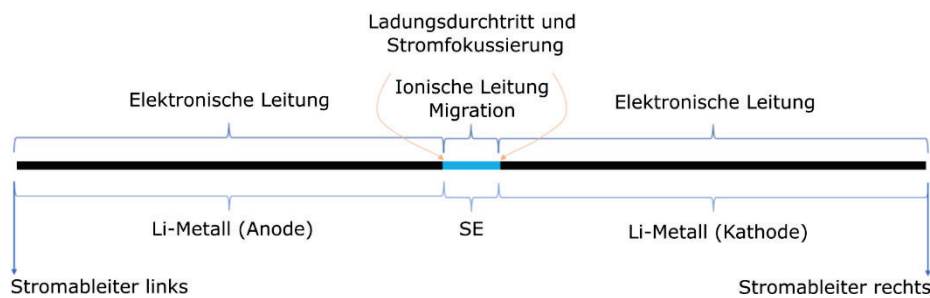 Ladungsdurchtritt und
Stromfokussierung
Elektronische Leitung
Ionische Leitung
Migration
Elektronische Leitung
Li-Metall (Anode)
SE
Li-Metall (Kathode)
Stromableiter links
Stromableiter rechts